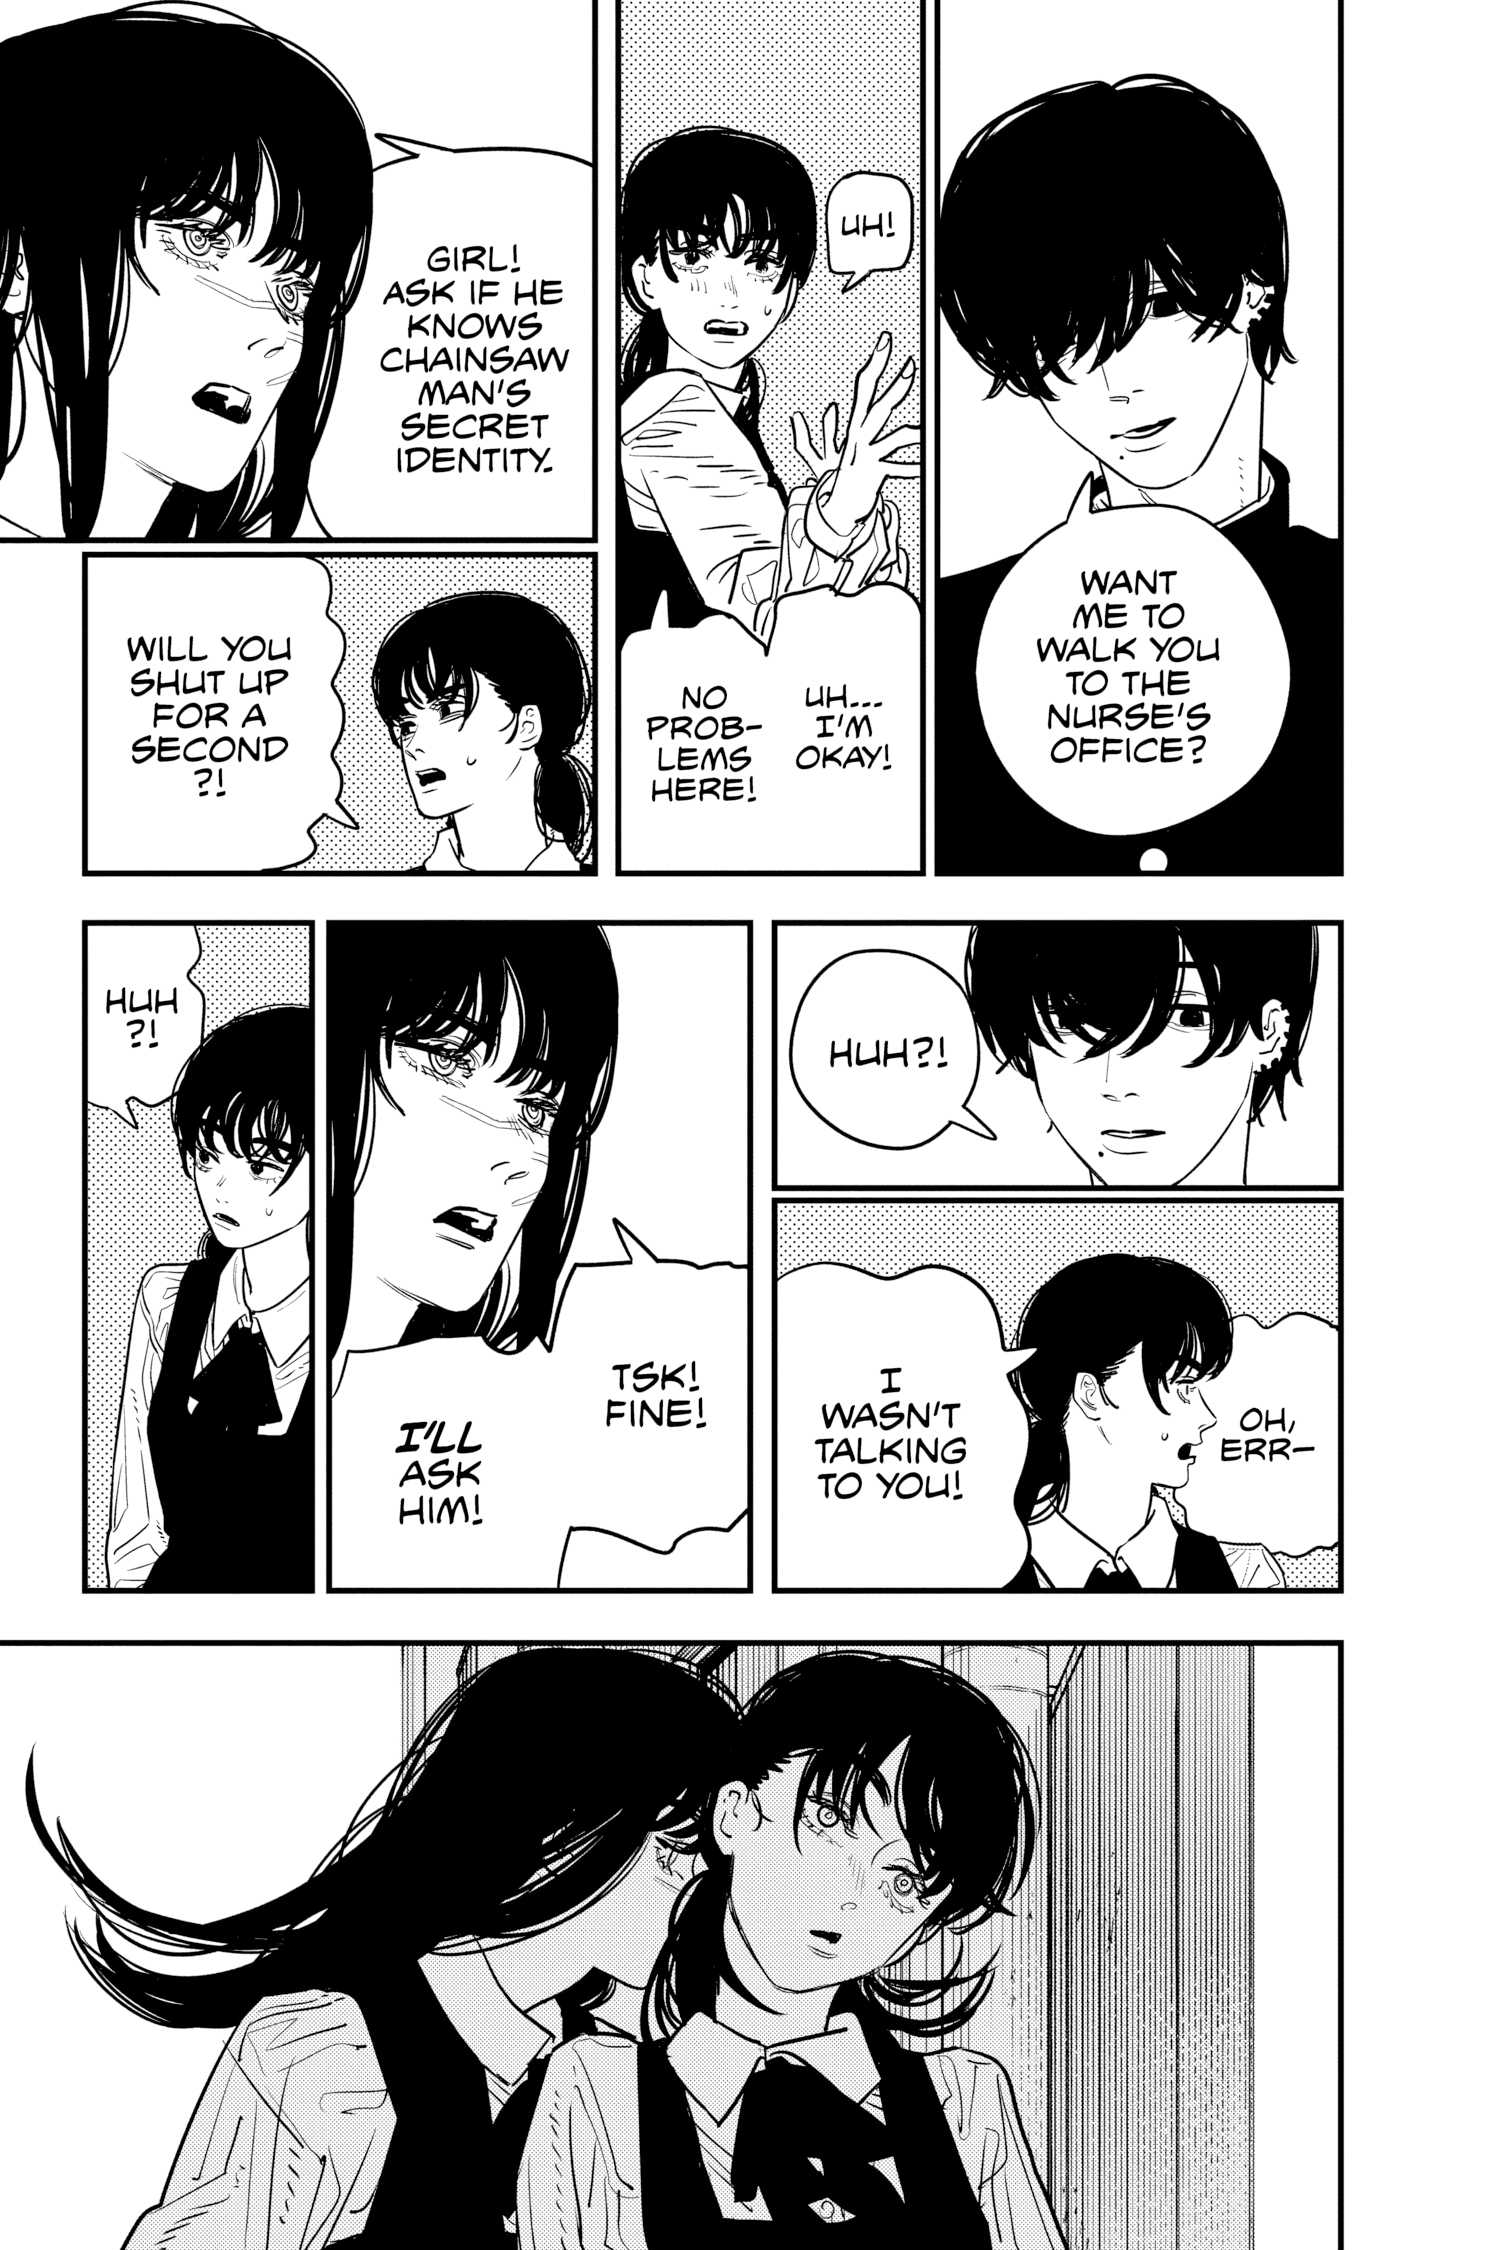 WANT
ME TO
WALK YOU
TO THE
NURSE'S
OFFICE?
UH!
UH...
I'M
OKAY!
NO
PROB-
LEMS
HERE!
GIRL!
ASK IF HE
KNOWS
CHAINSAW
MAN'S
SECRET
IDENTITY.
WILL YOU
SHUT UP
FOR A
SECOND
?!
HUH?!
OH,
ERR-
I
WASN'T
TALKING
TO YOU!
TSK!
FINE!
I'LL
ASK
HIM!
HUH
?!